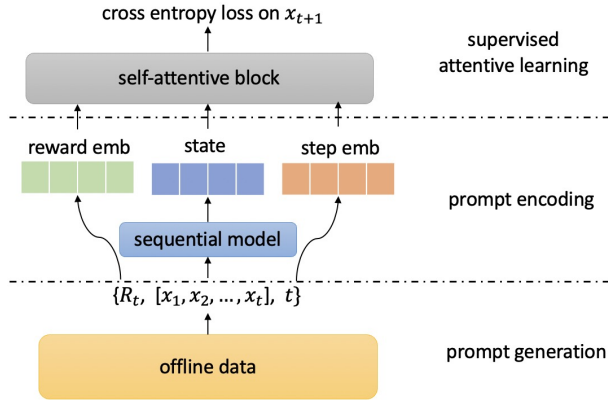 cross entropy loss on $x_{t+1}$
supervised
attentive learning
self-attentive block
reward emb
state
step emb
prompt encoding
sequential model
$\{R_t, [x_1, x_2, \ldots, x_t], t\}$
offline data
prompt generation